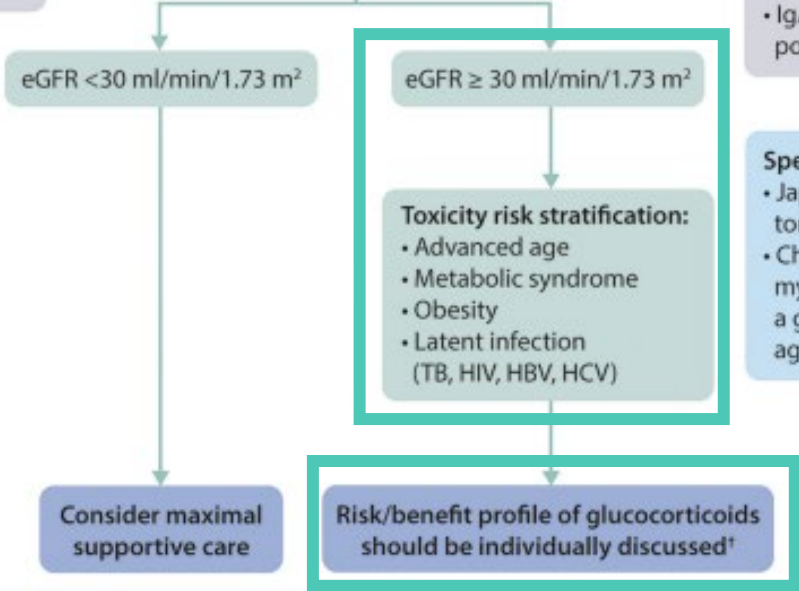 eGFR <30 ml/min/1.73 m²
eGFR ≥ 30 ml/min/1.73 m²
Toxicity risk stratification:
• Advanced age
• Metabolic syndrome
• Obesity
• Latent infection
(TB, HIV, HBV, HCV)
Consider maximal
supportive care
Risk/benefit profile of glucocorticoids
should be individually discussed†
• 
•
• 
a